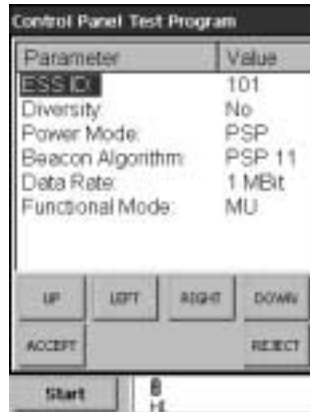 Control Panel Test Program
Parameter Value
ESS ID: 101
Diversity: No
Power Mode: PSP
Beacon Algorithm: PSP 11
Data Rate: 1 MBit
Functional Mode: MU
UP LEFT RIGHT DOWN
ACCEPT REJECT
Start